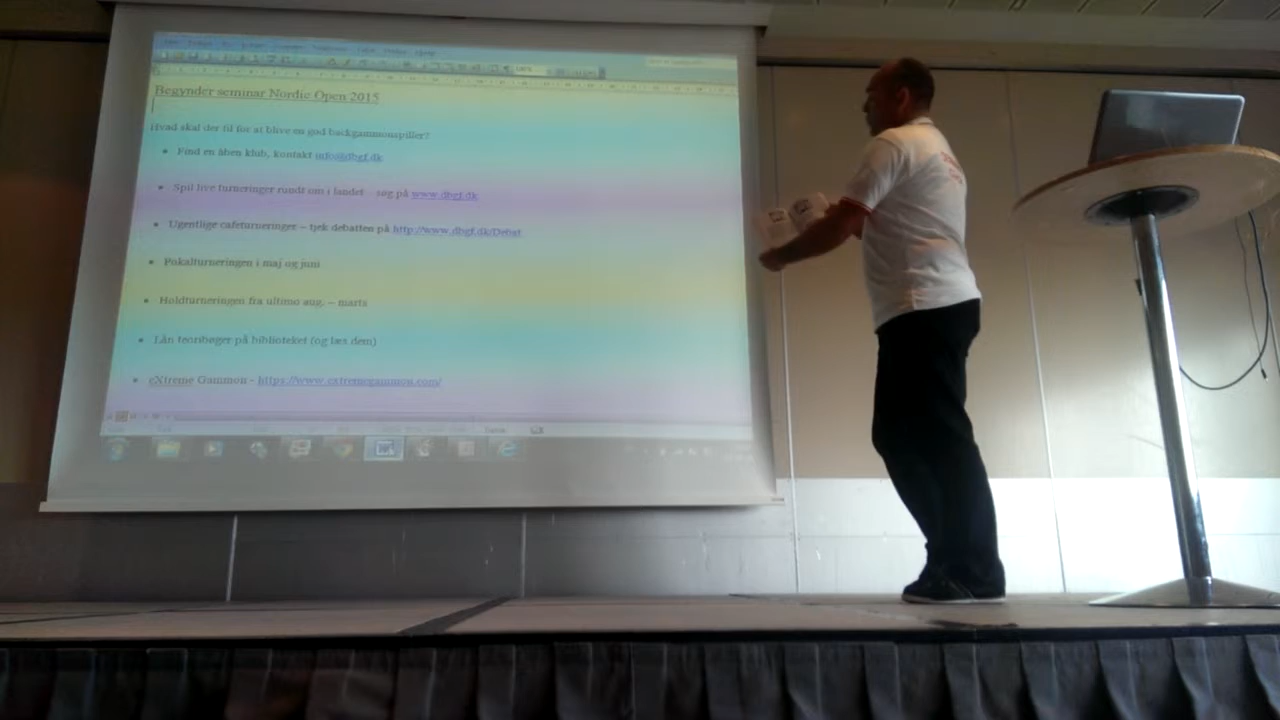 Begynder seminar Nordic Open 2015
Hvad skal der til for at blive en god backgammonspiller?
Find en åben klub, kontakt info@dbgf.dk
Spil live turneringer rundt om i landet – søg på www.dbgf.dk
Ugentlige cafeturneringer – tjek debatten på http://www.dbgf.dk/Debat
Pokalturneringen i maj og juni
Holdturneringen fra ultimo aug. – marts
Lån teoribøger på biblioteket (og læs dem)
eXtreme Gammon - https://www.extremegammon.com/